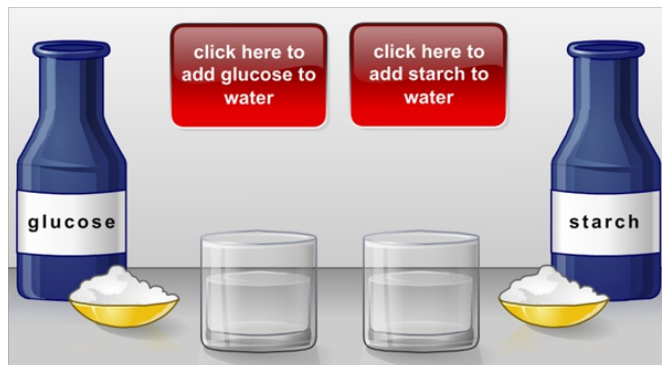 click here to
add glucose to
water
click here to
add starch to
water
glucose
starch